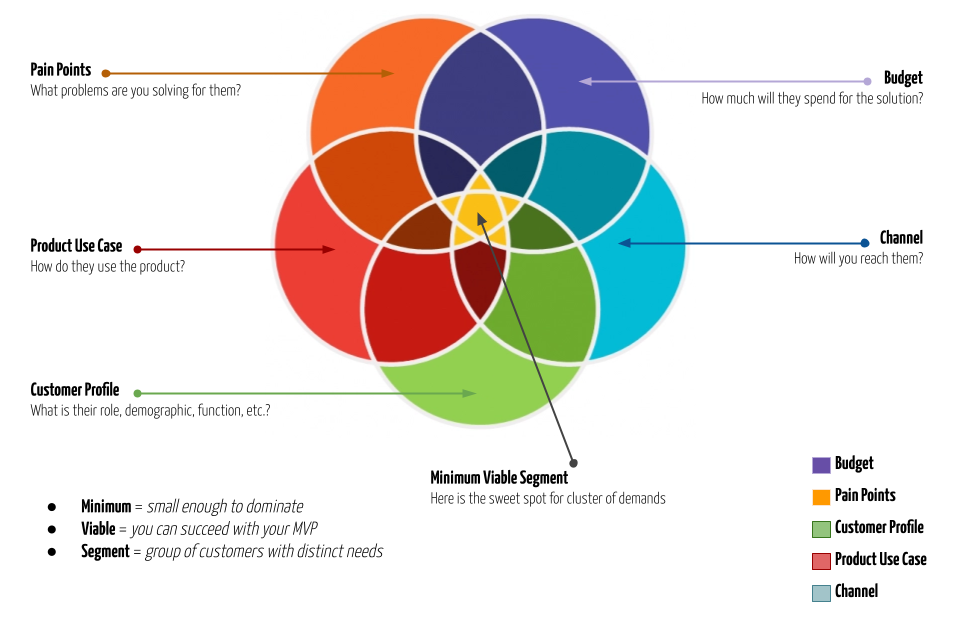 Pain Points
What problems are you solving for them?
Budget
How much will they spend for the solution?
Product Use Case
How do they use the product?
Channel
How will you reach them?
Customer Profile
What is their role, demographic, function, etc.?
Minimum Viable Segment
Here is the sweet spot for cluster of demands
● Minimum = small enough to dominate
● Viable = you can succeed with your MVP
● Segment = group of customers with distinct needs
Budget
Pain Points
Customer Profile
Product Use Case
Channel